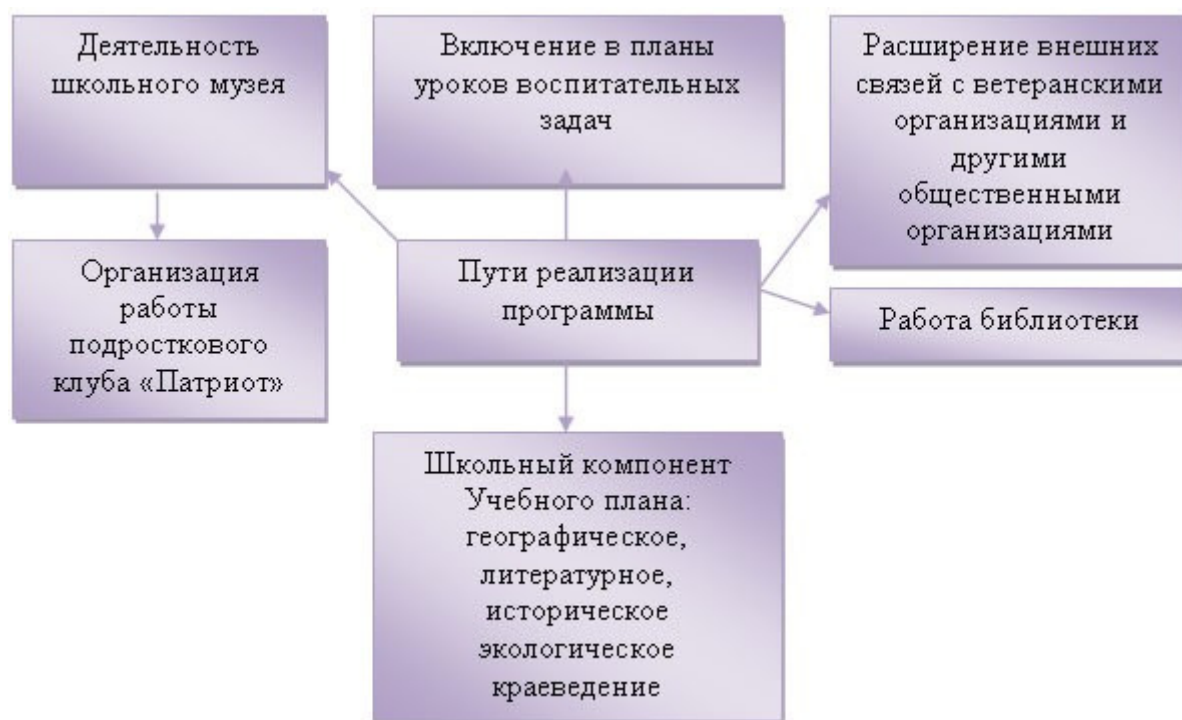 Деятельность
школьного музея
Включение в планы
уроков воспитательных
задач
Расширение внешних
связей с ветеранскими
организациями и
другими
общественными
организациями
Организация
работы
подросткового
клуба «Патриот»
Пути реализации
программы
Работа библиотеки
Школьный компонент
Учебного плана:
географическое,
литературное,
историческое
экологическое
краеведение